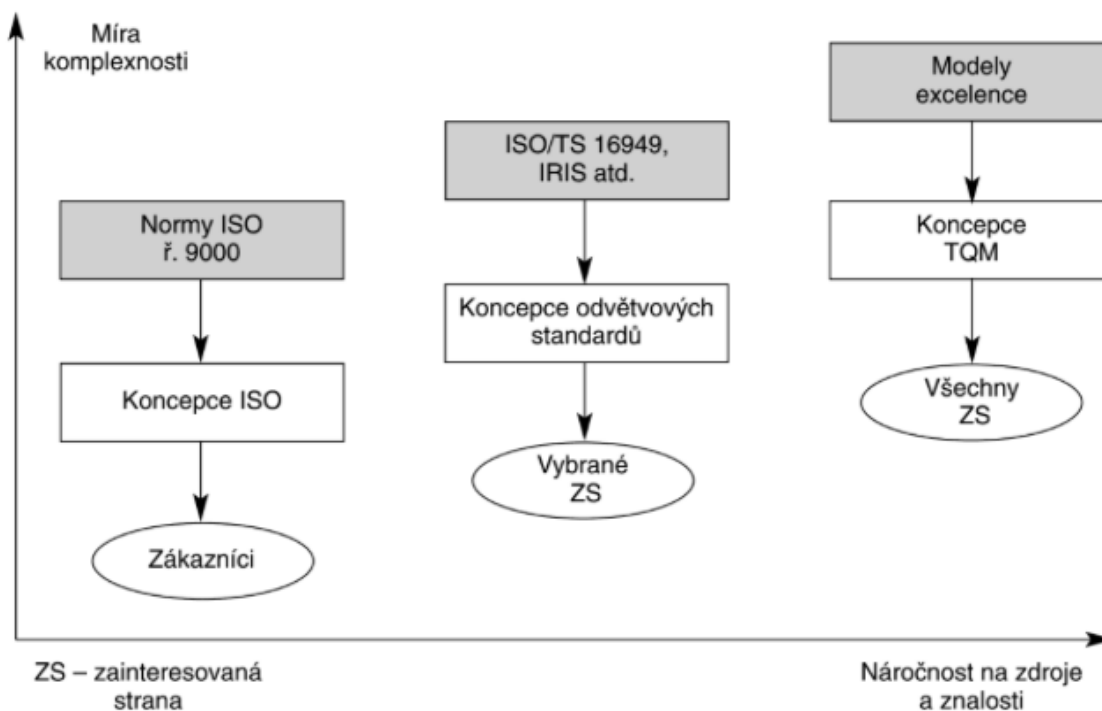 Míra
komplexnosti
Modely
excelence
ISO/TS 16949,
IRIS atd.
Normy ISO
ř. 9000
Koncepce
TQM
Koncepce odvětvových
standardů
Koncepce ISO
Všechny
ZS
Vybrané
ZS
Zákazníci
ZS – zainteresovaná
strana
Náročnost na zdroje
a znalosti